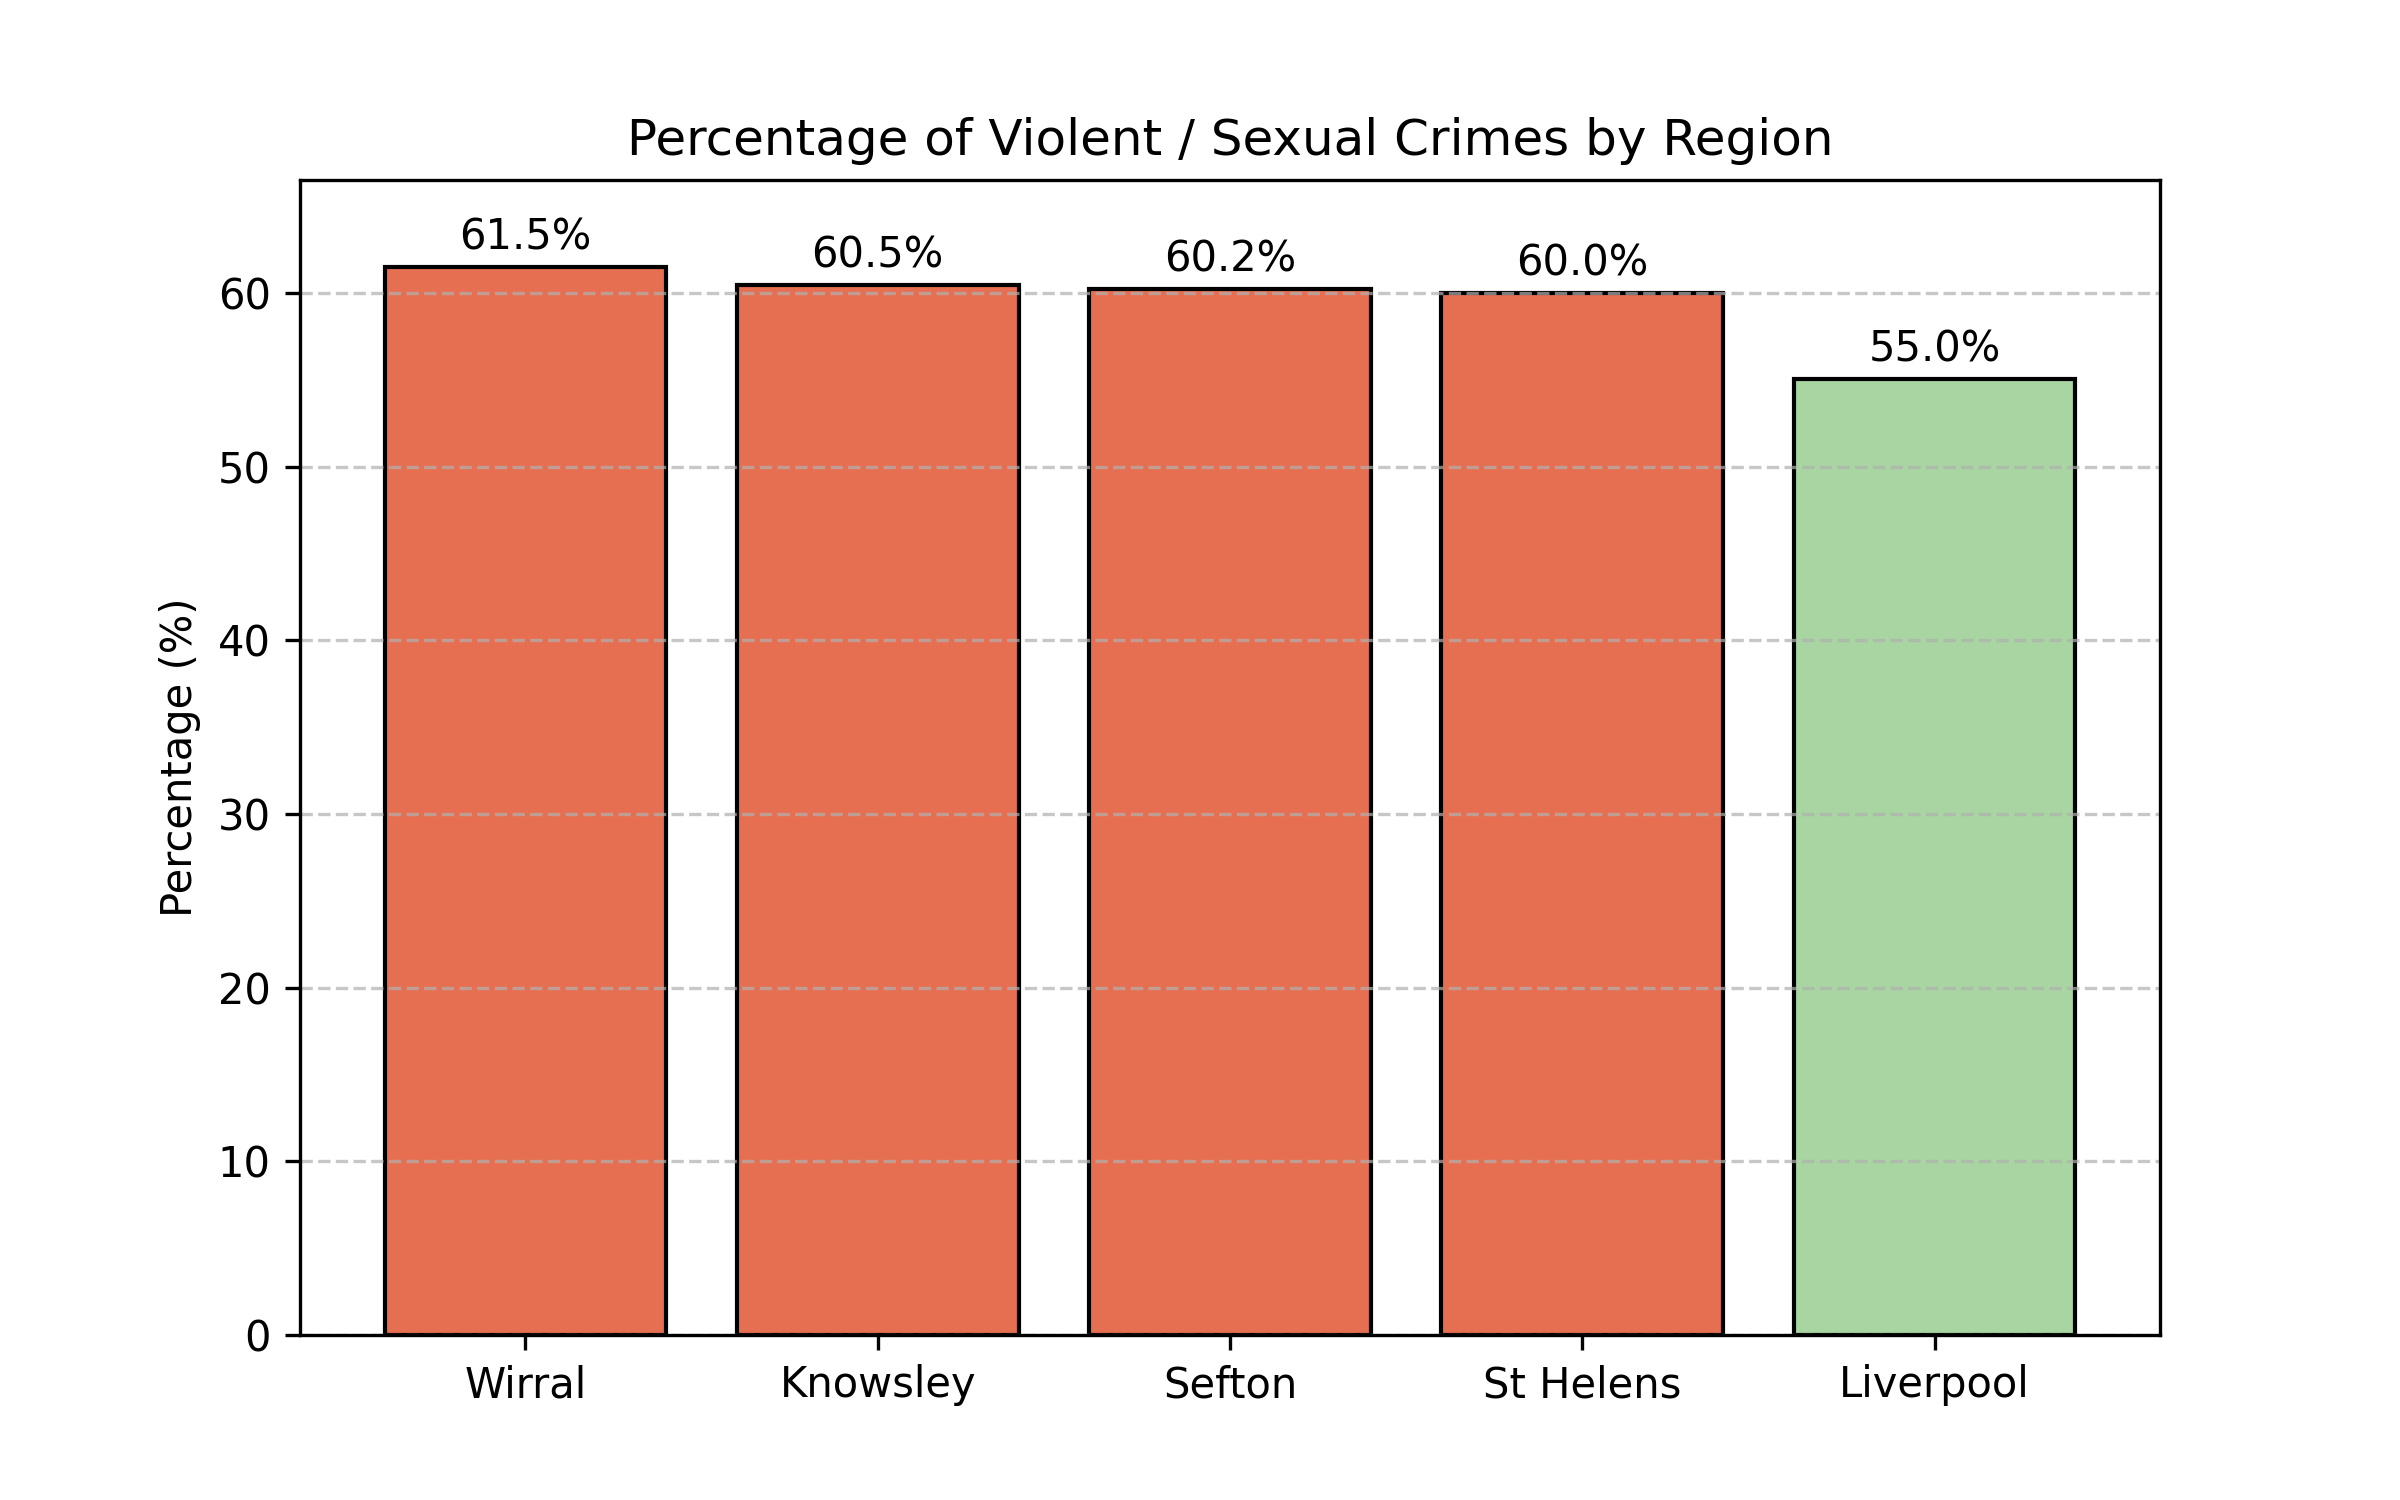 Percentage of Violent / Sexual Crimes by Region
61.5%
60.5%
60.2%
60.0%
55.0%
Percentage (%)
60
50
40
30
20
10
0
Wirral
Knowsley
Sefton
St Helens
Liverpool